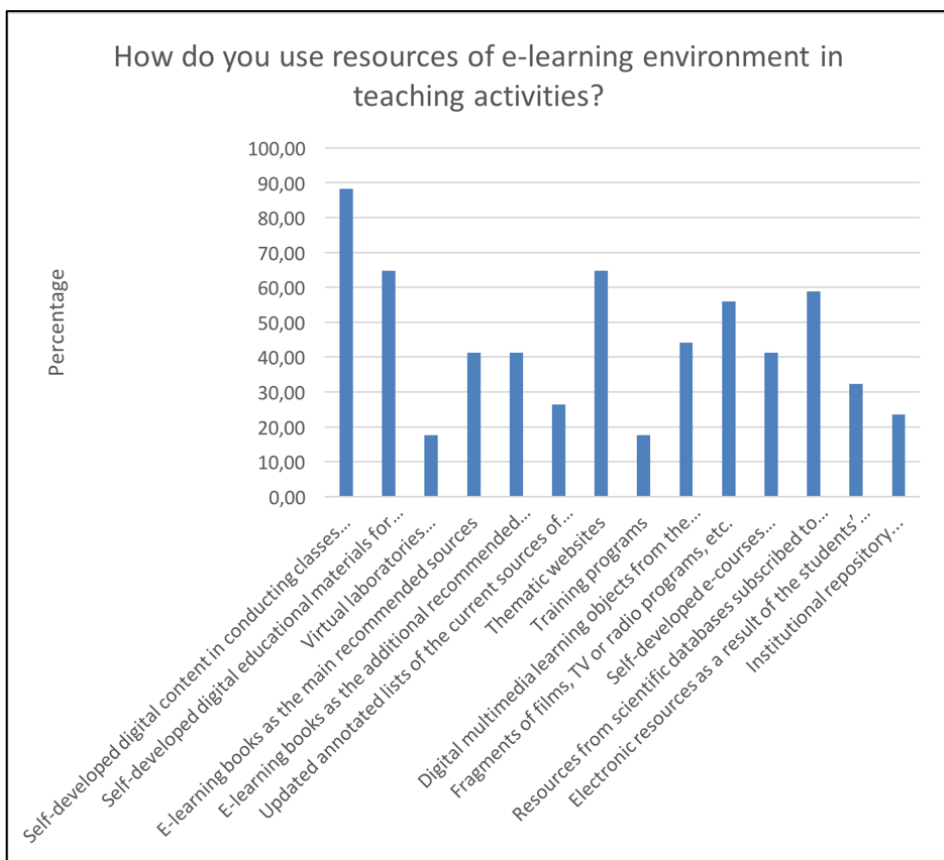 How do you use resources of e-learning environment in
teaching activities?
Percentage
100,00
90,00
80,00
70,00
60,00
50,00
40,00
30,00
20,00
10,00
0,00
Self-developed digital content in conducting classes...
Self-developed digital educational materials for...
Virtual laboratories...
E-learning books as the main recommended sources
E-learning books as the additional recommended...
Updated annotated lists of the current sources of...
Thematic websites
Training programs
Digital multimedia learning objects from the...
Fragments of films, TV or radio programs, etc.
Self-developed e-courses...
Resources from scientific databases subscribed to...
Electronic resources as a result of the students’...
Institutional repository...